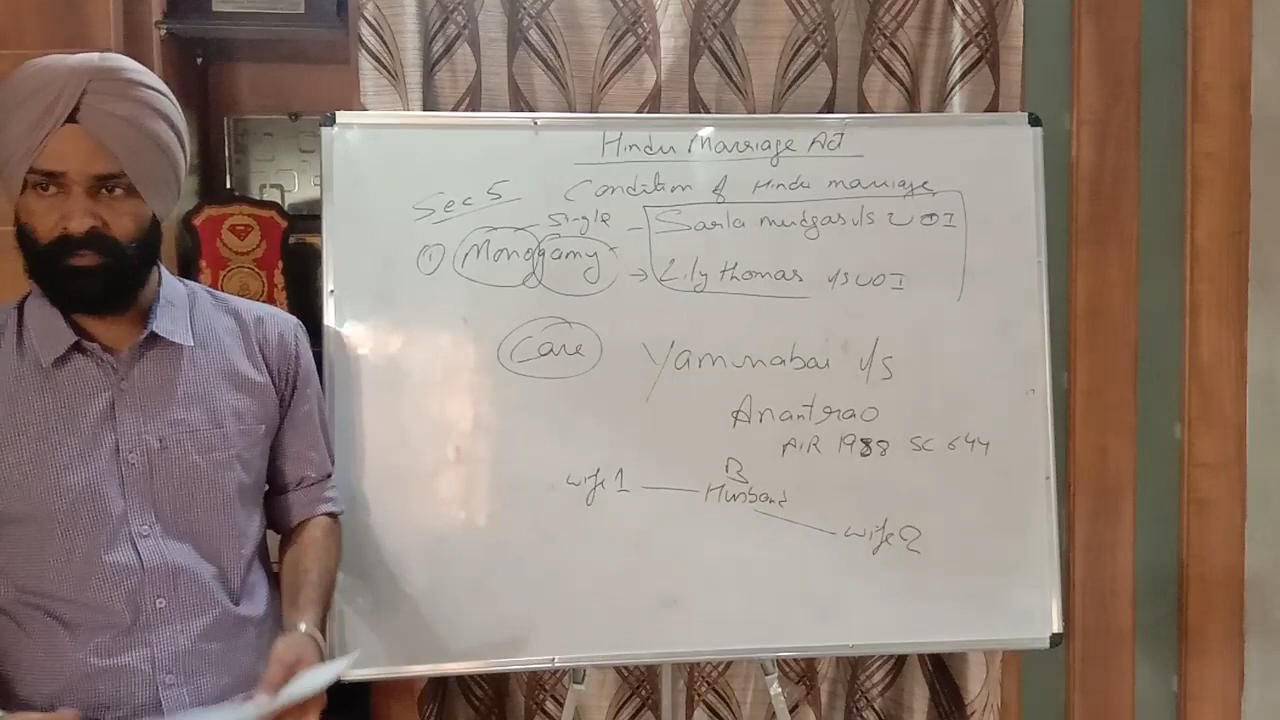 Hindu Marriage Act
Sec 5 Condition of Hindu marriage
Single - Sarla mudgas v/s UOI
① Monogamy → Lily thomas v/s UOI
Case Yamunabai v/s
Anantrao
AIR 1988 SC 644
B
wife 1 Husband
wife 2